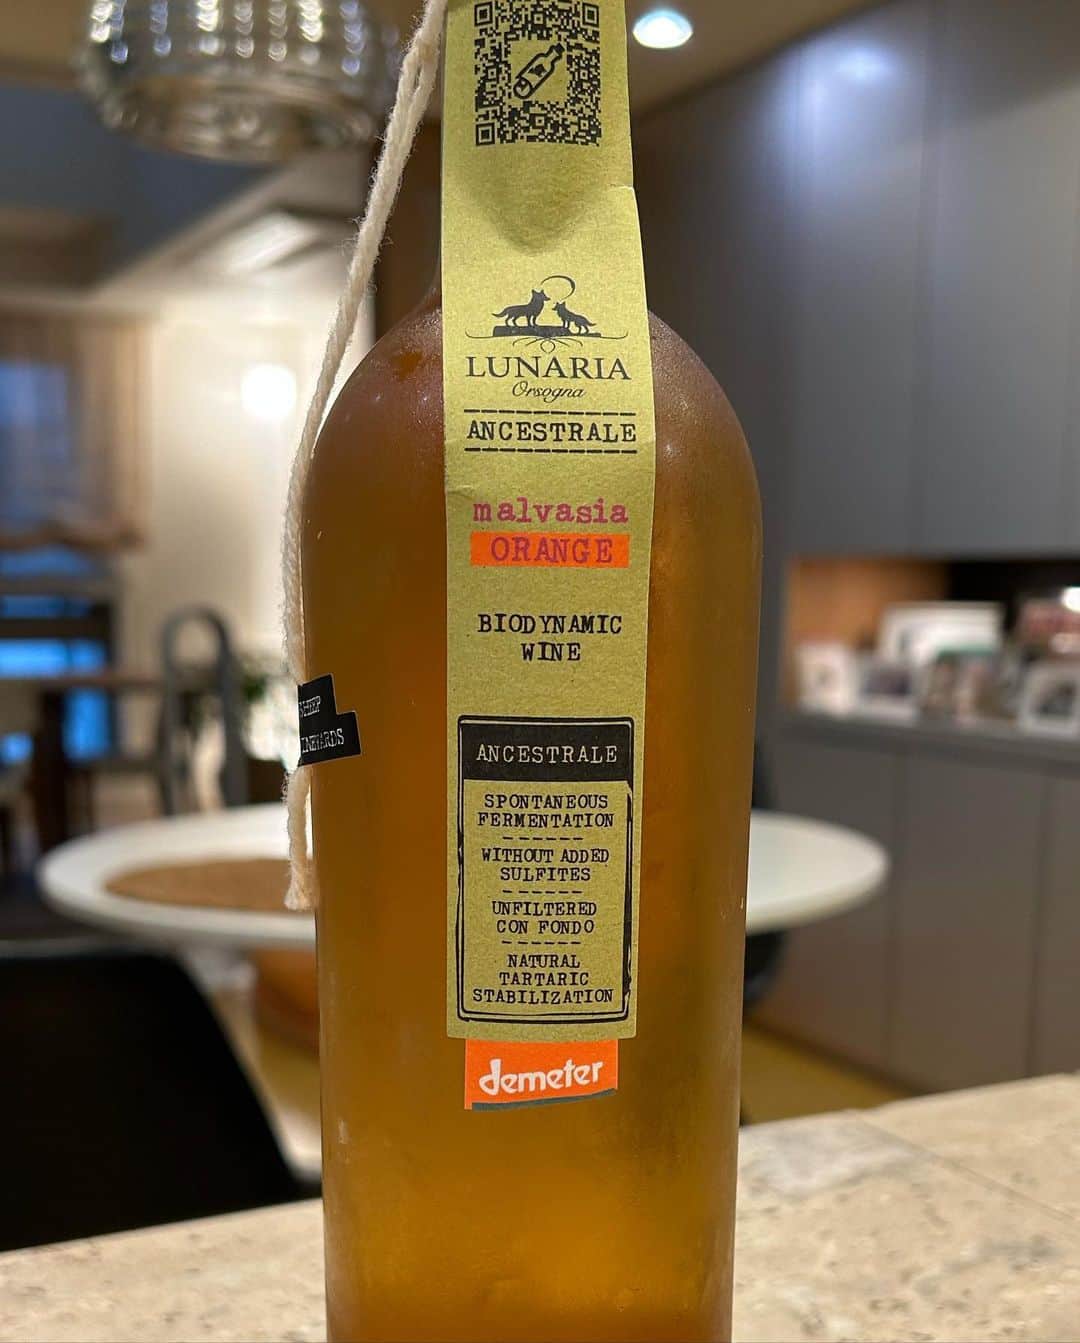 LUNARIA
Orsogna
ANCESTRALE
malvasia
ORANGE
BIODYNAMIC
WINE
ANCESTRALE
SPONTANEOUS
FERMENTATION
WITHOUT ADDED
SULFITES
UNFILTERED
CON FONDO
NATURAL
TARTARIC
STABILIZATION
demeter